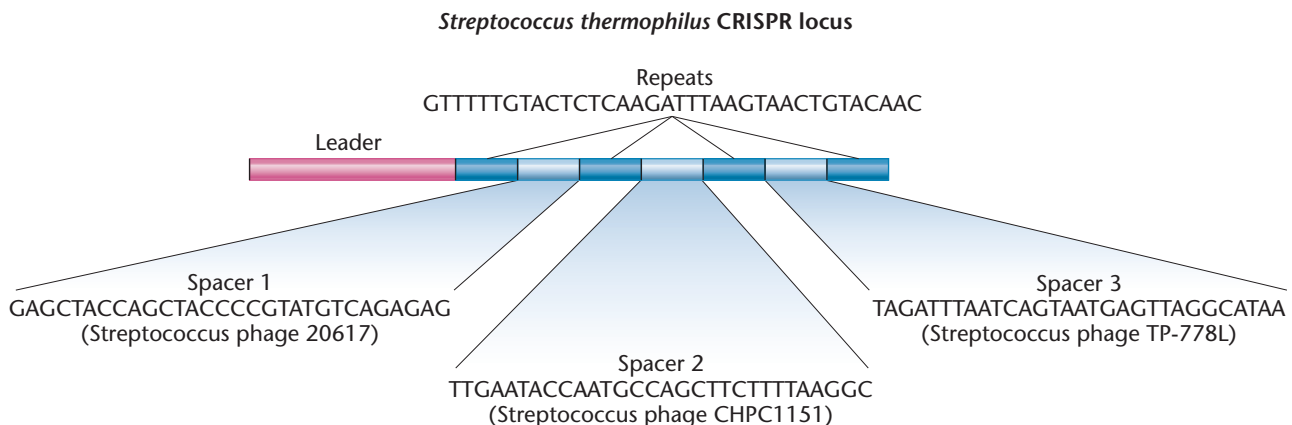 Streptococcus thermophilus CRISPR locus
Repeats
GTTTTTGTACTCTCAAGATTTAAGTAACTGTACAAC
Leader
Spacer 1
GAGCTACCAGCTACCCCGTATGTCAGAGAG
(Streptococcus phage 20617)
Spacer 2
TTGAATACCAATGCCAGCTTCTTTTAAGGC
(Streptococcus phage CHPC1151)
Spacer 3
TAGATTTAATCAGTAATGAGTTAGGCATAA
(Streptococcus phage TP-778L)